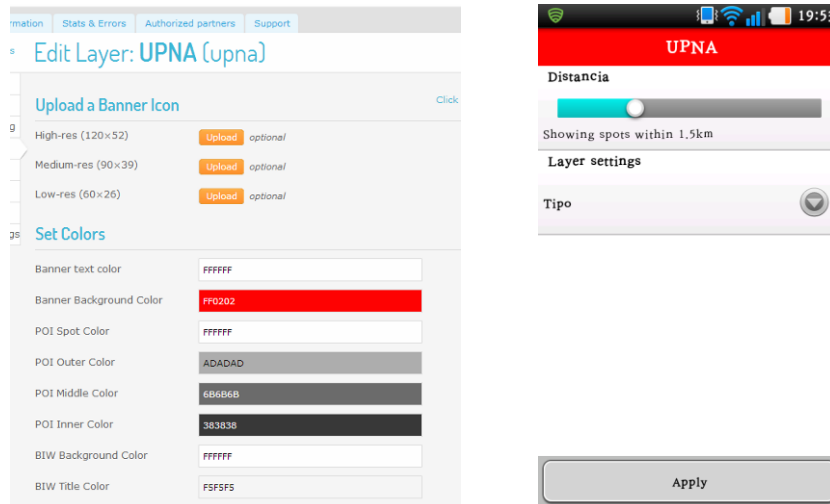 rmation Stats & Errors Authorized partners Support
s
Edit Layer: UPNA (upna)
Click
Upload a Banner Icon
g
High-res (120×52) Upload optional
Medium-res (90×39) Upload optional
Low-res (60×26) Upload optional
gs
Set Colors
Banner text color FFFFFF
Banner Background Color FF0202
POI Spot Color FFFFFF
POI Outer Color ADADAD
POI Middle Color 6B6B6B
POI Inner Color 383838
BIW Background Color FFFFFF
BIW Title Color F5F5F5
19:53
UPNA
Distancia
Showing spots within 1,5km
Layer settings
Tipo
Apply